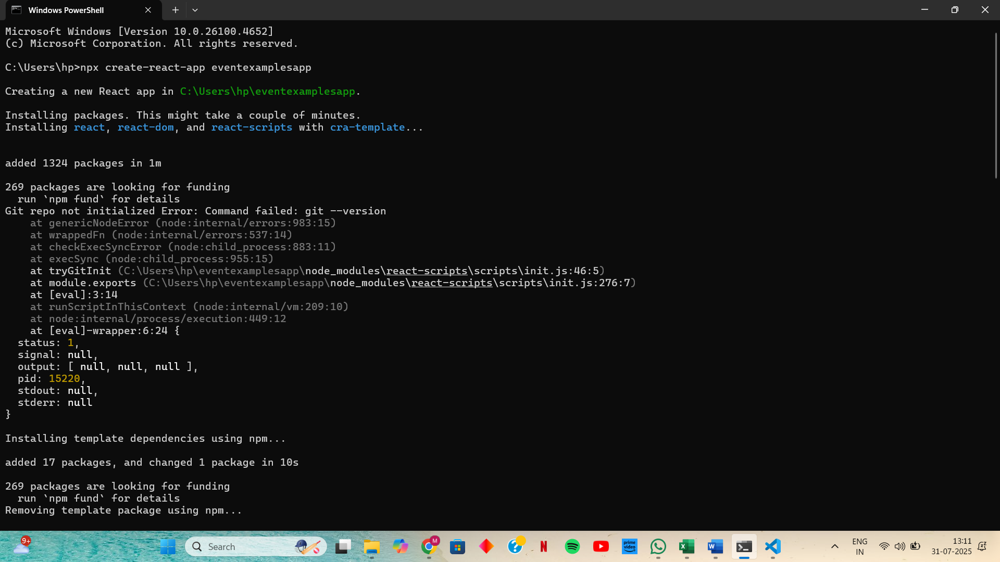 Windows PowerShell
Microsoft Windows [Version 10.0.26100.4652]
(c) Microsoft Corporation. All rights reserved.
C:\Users\hp>npx create-react-app eventexamplesapp
Creating a new React app in C:\Users\hp\eventexamplesapp.
Installing packages. This might take a couple of minutes.
Installing react, react-dom, and react-scripts with cra-template...
added 1324 packages in 1m
269 packages are looking for funding
  run `npm fund` for details
Git repo not initialized Error: Command failed: git --version
    at genericNodeError (node:internal/errors:983:15)
    at wrappedFn (node:internal/errors:537:14)
    at checkExecSyncError (node:child_process:883:11)
    at execSync (node:child_process:955:15)
    at tryGitInit (C:\Users\hp\eventexamplesapp\node_modules\react-scripts\scripts\init.js:46:5)
    at module.exports (C:\Users\hp\eventexamplesapp\node_modules\react-scripts\scripts\init.js:276:7)
    at [eval]:3:14
    at runScriptInThisContext (node:internal/vm:209:10)
    at node:internal/process/execution:449:12
    at [eval]-wrapper:6:24 {
  status: 1,
  signal: null,
  output: [ null, null, null ],
  pid: 15220,
  stdout: null,
  stderr: null
}
Installing template dependencies using npm...
added 17 packages, and changed 1 package in 10s
269 packages are looking for funding
  run `npm fund` for details
Removing template package using npm...
9+
Search
M
N
prime video
X
W
ENG
IN
13:11
31-07-2025